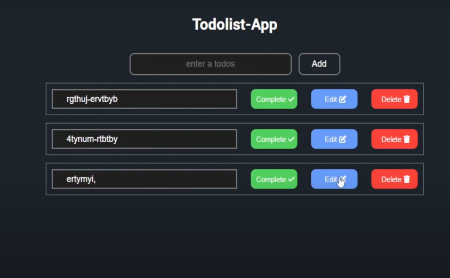 Todolist-App
enter a todos Add
rgthuj-ervtbyb Complete Edit Delete
4tynum-rtbtby Complete Edit Delete
ertymyi, Complete Edit Delete